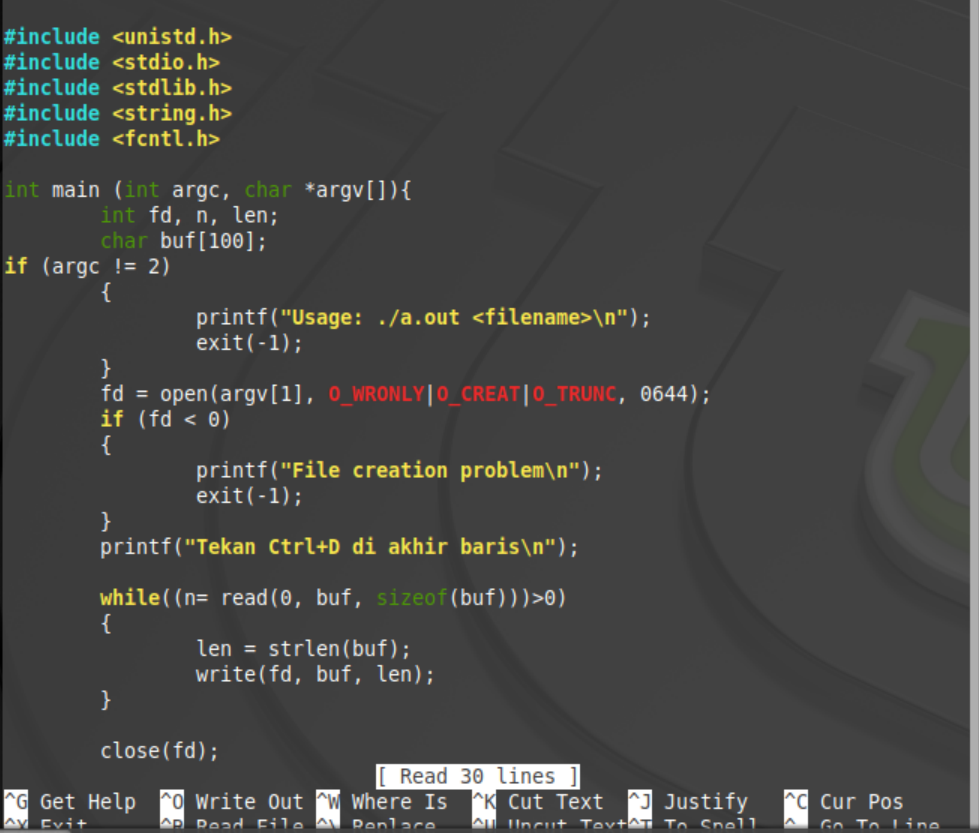 #include <unistd.h>
#include <stdio.h>
#include <stdlib.h>
#include <string.h>
#include <fcntl.h>
int main (int argc, char *argv[]){
int fd, n, len;
char buf[100];
if (argc != 2)
{
printf("Usage: ./a.out <filename>\n");
exit(-1);
}
fd = open(argv[1], O_WRONLY|O_CREAT|O_TRUNC, 0644);
if (fd < 0)
{
printf("File creation problem\n");
exit(-1);
}
printf("Tekan Ctrl+D di akhir baris\n");
while((n= read(0, buf, sizeof(buf)))>0)
{
len = strlen(buf);
write(fd, buf, len);
}
close(fd);
[ Read 30 lines ]
^G Get Help ^O Write Out ^W Where Is ^K Cut Text ^J Justify ^C Cur Pos
^X Exit ^R Read File ^\ Replace ^U Uncut Text ^T To Spell ^_ Go To Line